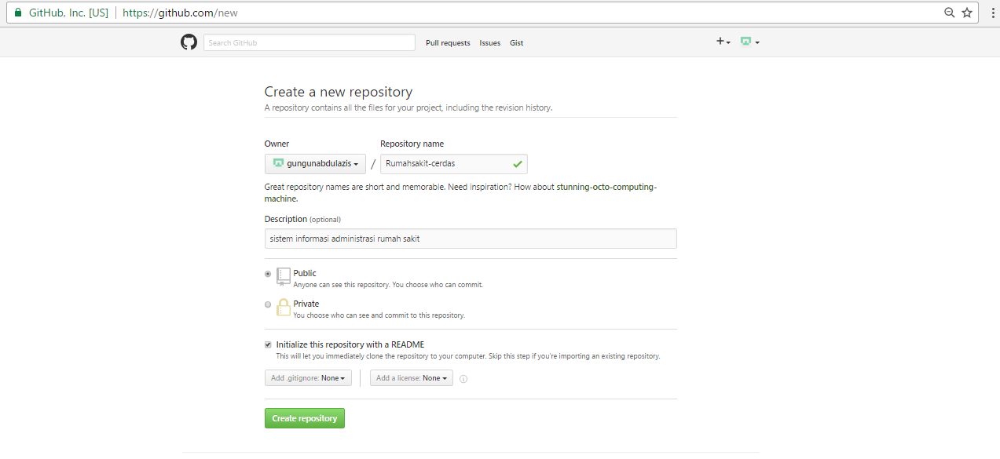 GitHub, Inc. [US] https://github.com/new
Search GitHub Pull requests Issues Gist
Create a new repository
A repository contains all the files for your project, including the revision history.
Owner Repository name
gungunabdulazis / Rumahsakit-cerdas
Great repository names are short and memorable. Need inspiration? How about stunning-octo-computing-
machine.
Description (optional)
sistem informasi administrasi rumah sakit
Public
Anyone can see this repository. You choose who can commit.
Private
You choose who can see and commit to this repository.
Initialize this repository with a README
This will let you immediately clone the repository to your computer. Skip this step if you're importing an existing repository.
Add .gitignore: None Add a license: None
Create repository